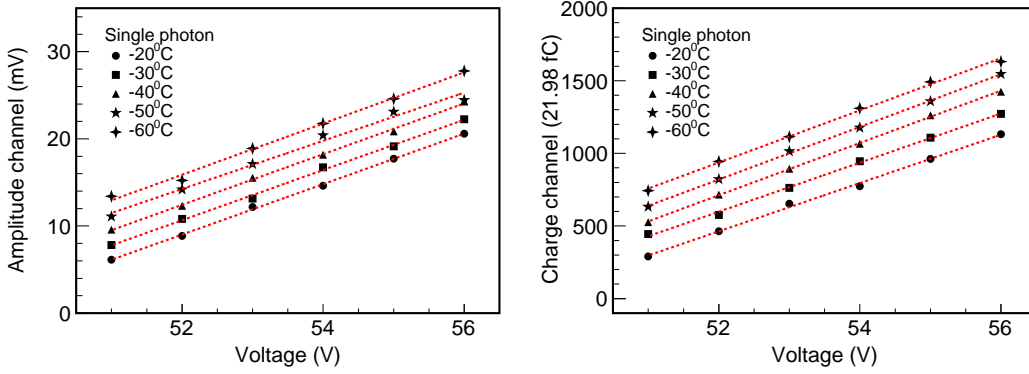 Amplitude channel (mV)
30
20
10
0
Single photon
-20⁰C
-30⁰C
-40⁰C
-50⁰C
-60⁰C
52
54
56
Voltage (V)
Charge channel (21.98 fC)
2000
1500
1000
500
0
Single photon
-20⁰C
-30⁰C
-40⁰C
-50⁰C
-60⁰C
52
54
56
Voltage (V)